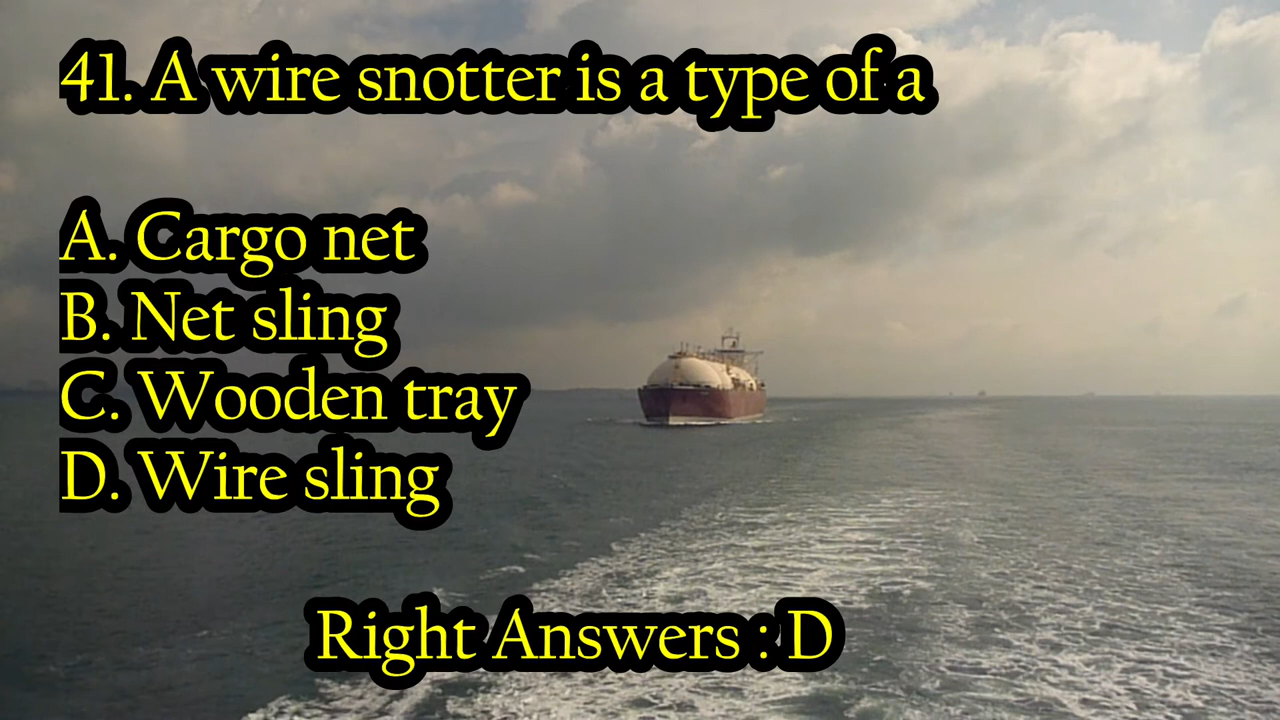 41. A wire snotter is a type of a
A. Cargo net
B. Net sling
C. Wooden tray
D. Wire sling
Right Answers : D